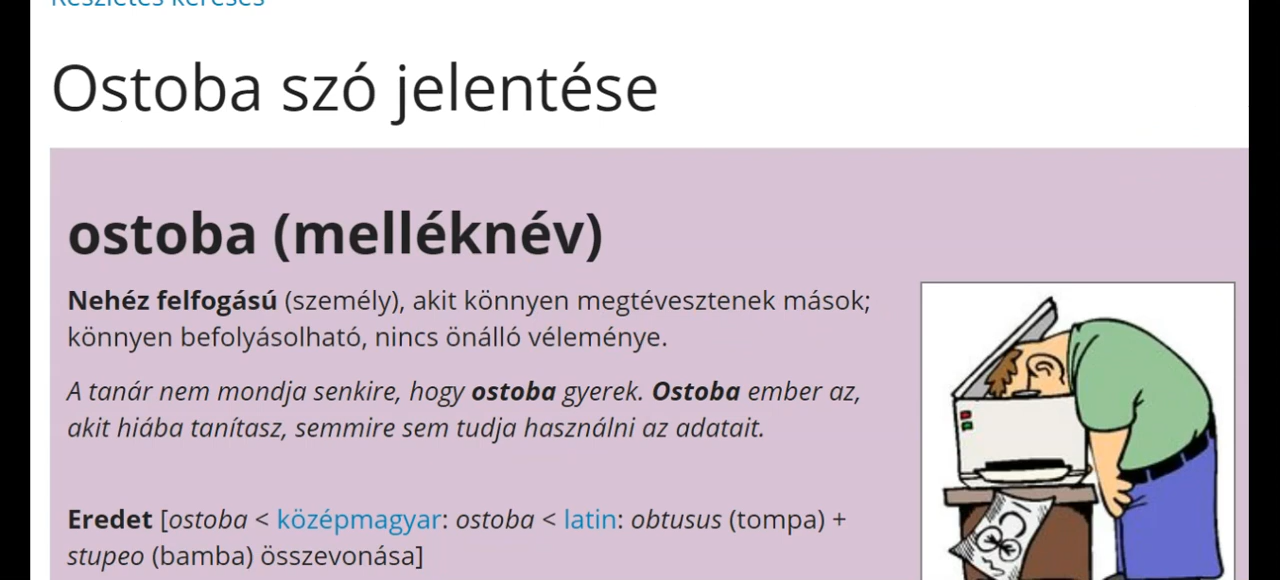 Részletes keresés
Ostoba szó jelentése
ostoba (melléknév)
Nehéz felfogású (személy), akit könnyen megtévesztenek mások;
könnyen befolyásolható, nincs önálló véleménye.
A tanár nem mondja senkire, hogy ostoba gyerek. Ostoba ember az,
akit hiába tanítasz, semmire sem tudja használni az adatait.
Eredet [ostoba < középmagyar: ostoba < latin: obtusus (tompa) +
stupeo (bamba) összevonása]